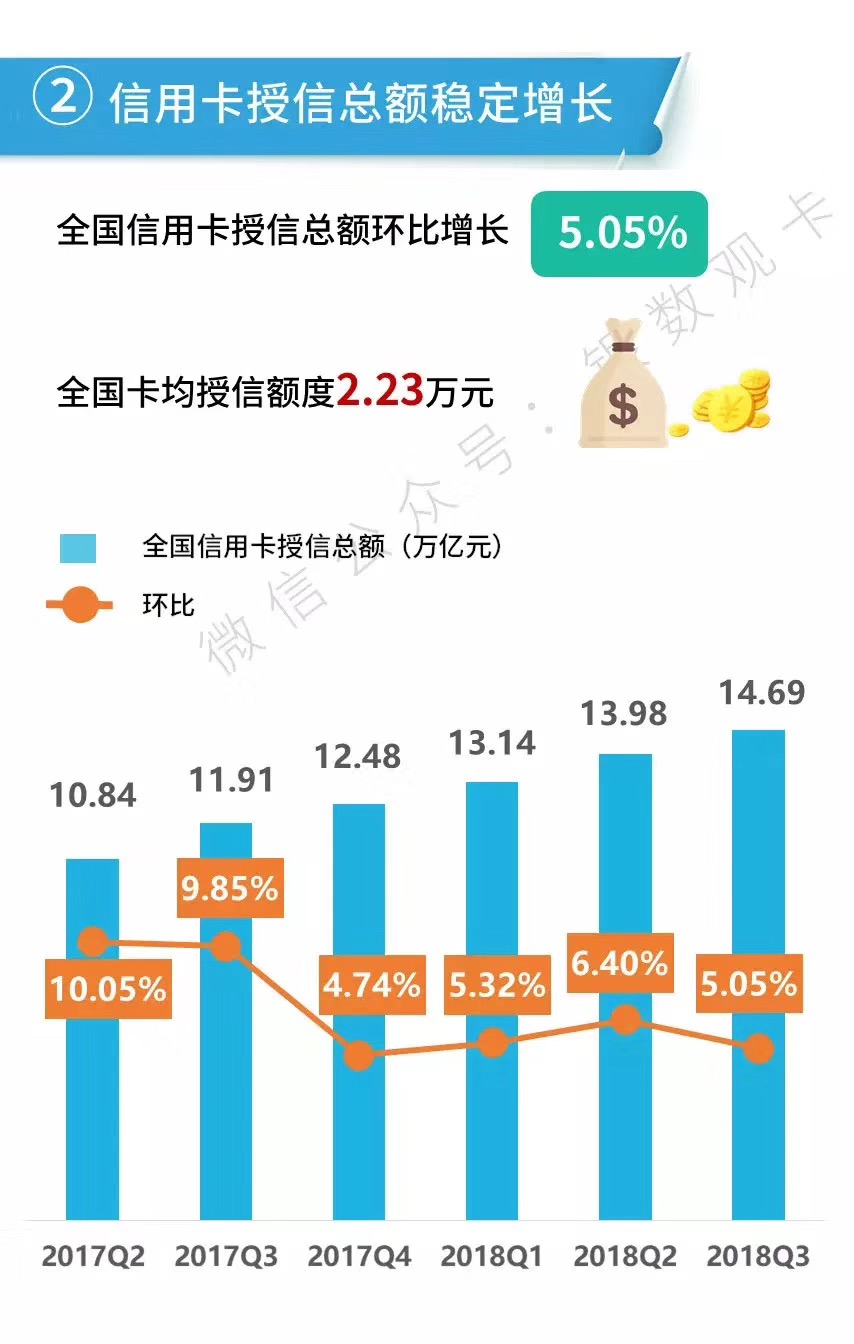 ② 信用卡授信总额稳定增长
全国信用卡授信总额环比增长 5.05%
全国卡均授信额度2.23万元
$
¥
微信公众号：银数观卡
全国信用卡授信总额（万亿元）
环比
10.84 11.91 12.48 13.14 13.98 14.69
10.05% 9.85% 4.74% 5.32% 6.40% 5.05%
2017Q2 2017Q3 2017Q4 2018Q1 2018Q2 2018Q3